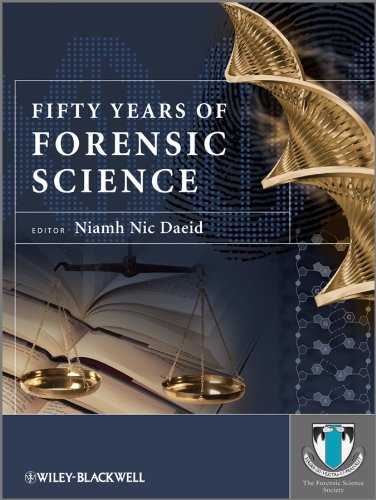 FIFTY YEARS OF
FORENSIC
SCIENCE
EDITOR Niamh Nic Daeid
WILEY-BLACKWELL
The Forensic Science
Society